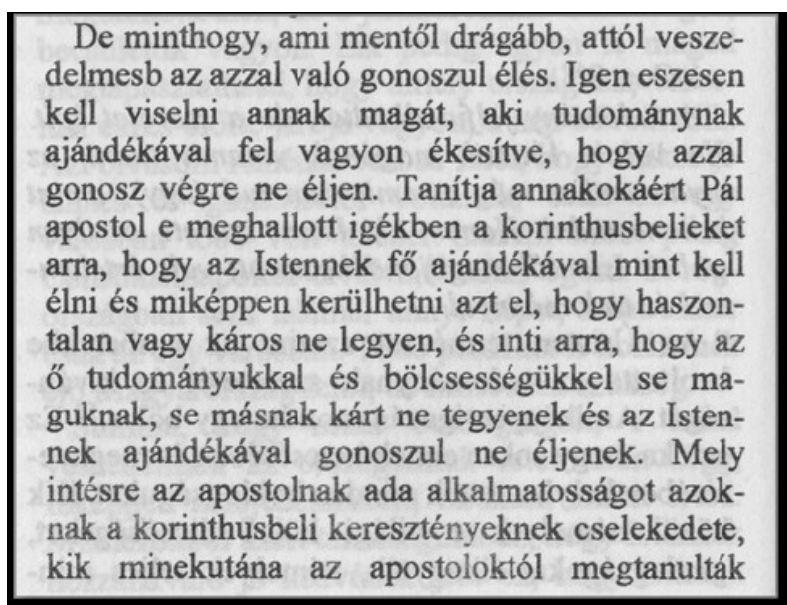 De minthogy, ami mentől drágább, attól vesze-
delmesb az azzal való gonoszul élés. Igen eszesen
kell viselni annak magát, aki tudománynak
ajándékával fel vagyon ékesítve, hogy azzal
gonosz végre ne éljen. Tanítja annakokáért Pál
apostol e meghallott igékben a korinthusbelieket
arra, hogy az Istennek fő ajándékával mint kell
élni és miképpen kerülhetni azt el, hogy haszon-
talan vagy káros ne legyen, és inti arra, hogy az
ő tudományukkal és bölcsességükkel se ma-
guknak, se másnak kárt ne tegyenek és az Isten-
nek ajándékával gonoszul ne éljenek. Mely
intésre az apostolnak ada alkalmatosságot azok-
nak a korinthusbeli keresztényeknek cselekedete,
kik minekutána az apostoloktól megtanulták